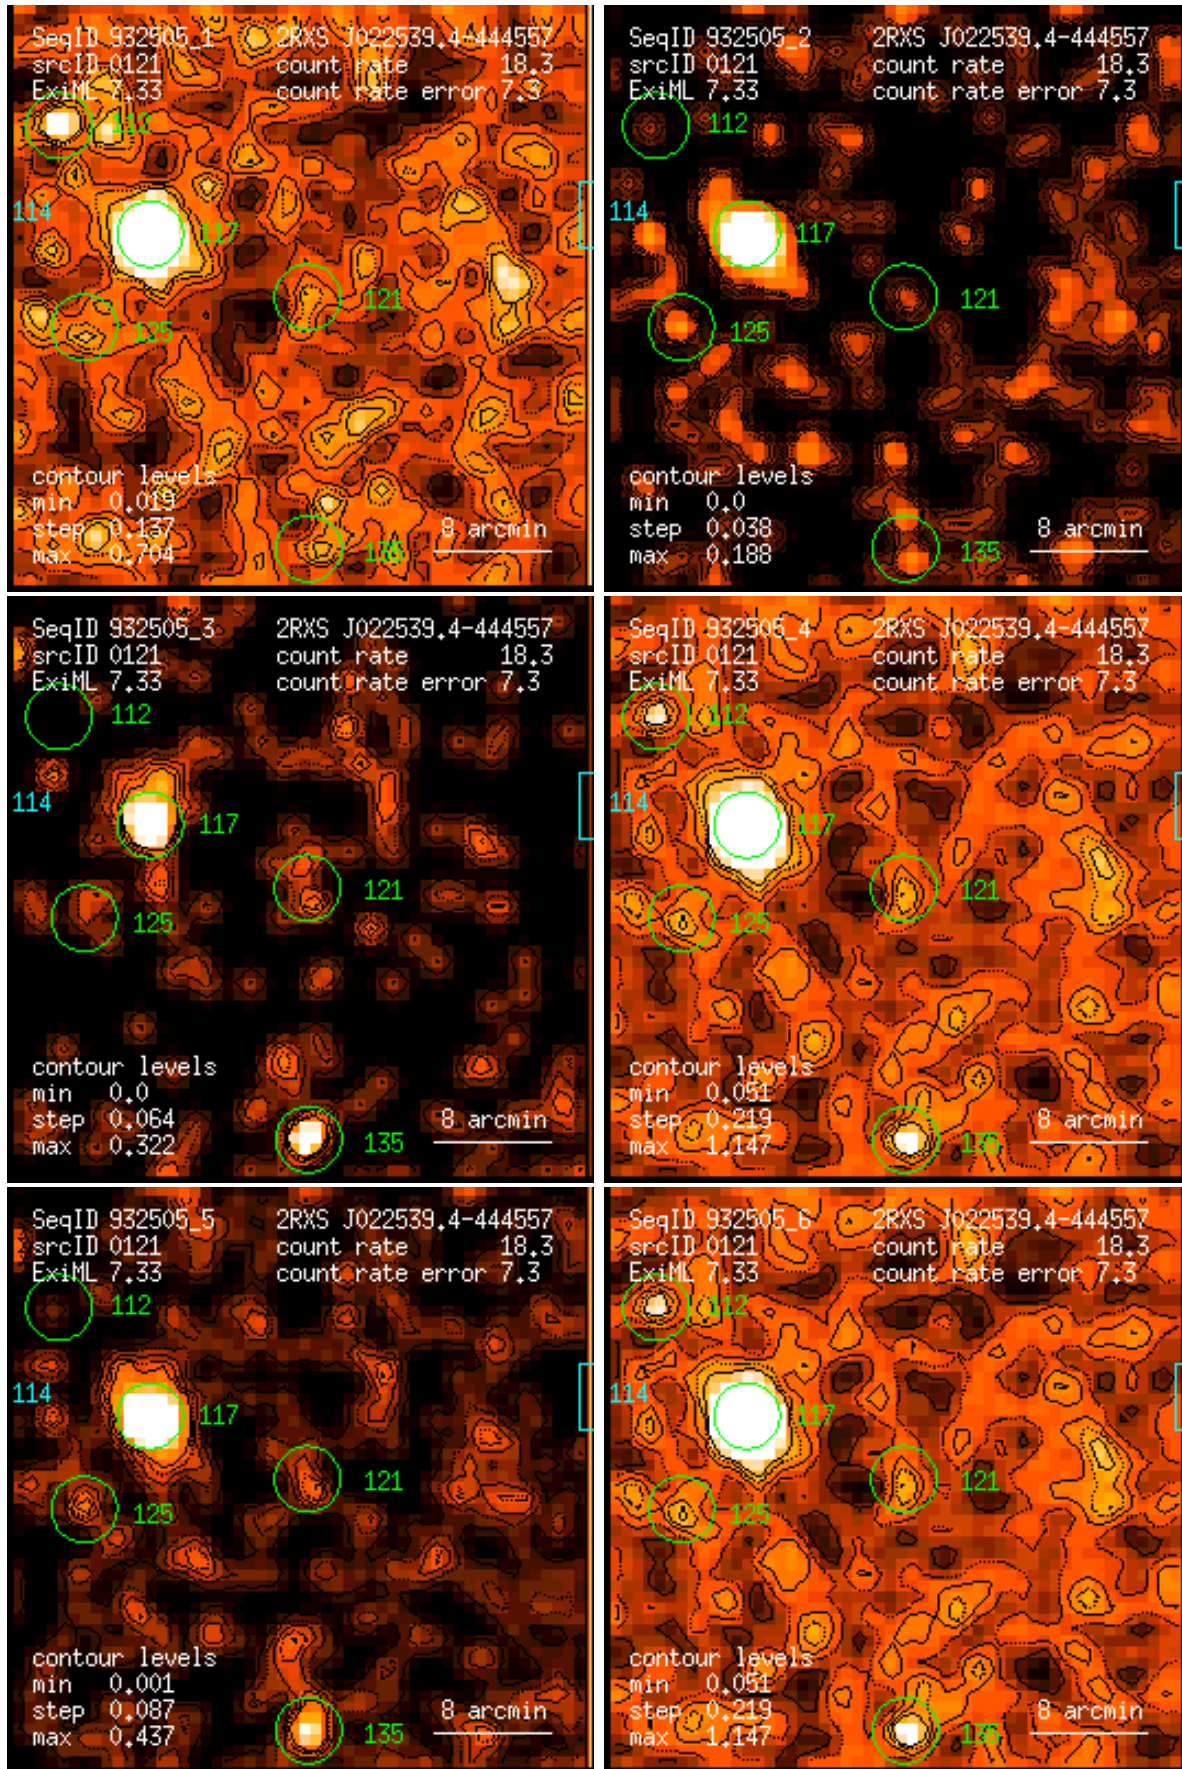 SeqID 932505_1 2RXS J022539.4-444557
srcID 0121 count rate 18.3
ExiML 7.33 count rate error 7.3
112
114
117
121
125
contour levels
min 0.019
step 0.137 8 arcmin
135
max 0.704
SeqID 932505_2 2RXS J022539.4-444557
srcID 0121 count rate 18.3
ExiML 7.33 count rate error 7.3
112
114
117
121
125
contour levels
min 0.0
step 0.038 8 arcmin
135
max 0.188
SeqID 932505_3 2RXS J022539.4-444557
srcID 0121 count rate 18.3
ExiML 7.33 count rate error 7.3
112
114
117
121
125
contour levels
min 0.0
step 0.064 8 arcmin
135
max 0.322
SeqID 932505_4 2RXS J022539.4-444557
srcID 0121 count rate 18.3
ExiML 7.33 count rate error 7.3
112
114
117
121
125
contour levels
min 0.051
step 0.219 8 arcmin
135
max 1.147
SeqID 932505_5 2RXS J022539.4-444557
srcID 0121 count rate 18.3
ExiML 7.33 count rate error 7.3
112
114
117
121
125
contour levels
min 0.001
step 0.087 8 arcmin
135
max 0.437
SeqID 932505_6 2RXS J022539.4-444557
srcID 0121 count rate 18.3
ExiML 7.33 count rate error 7.3
112
114
117
121
125
contour levels
min 0.051
step 0.219 8 arcmin
135
max 1.147